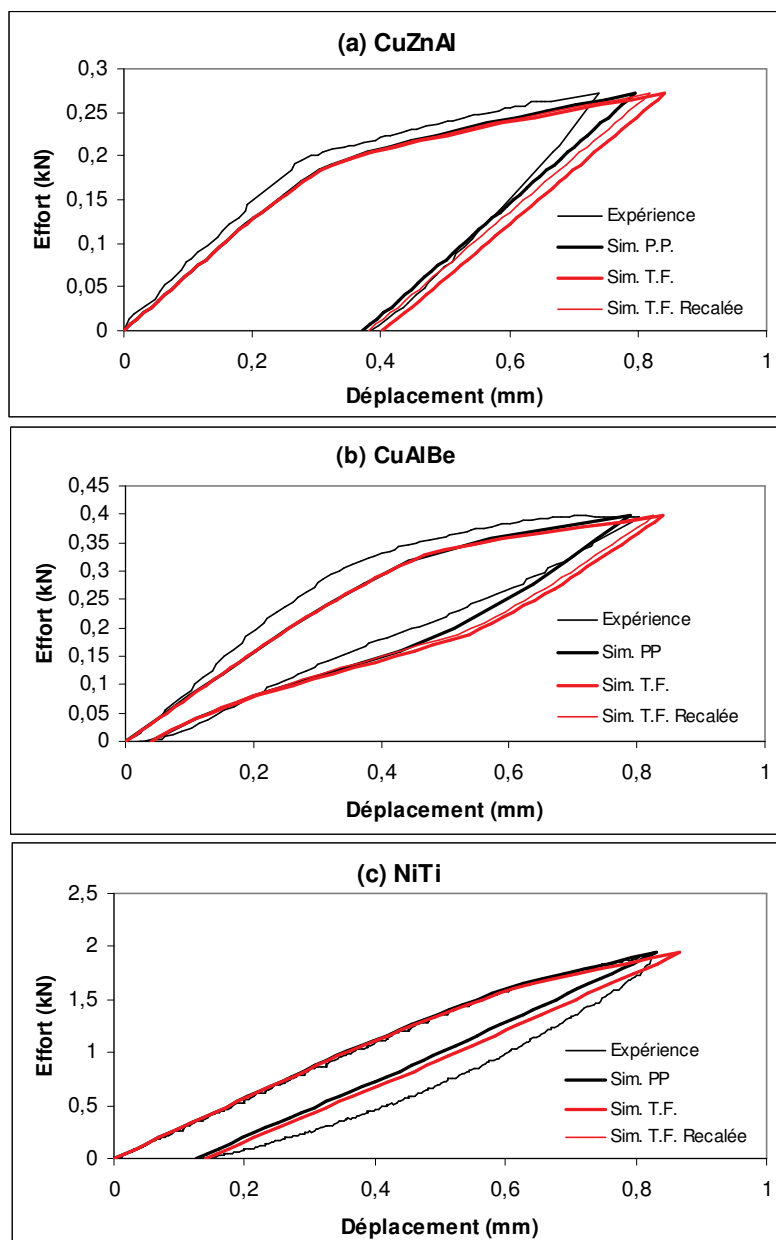 (a) CuZnAl
Effort (kN)
0,3
0,25
0,2
0,15
0,1
0,05
0
0 0,2 0,4 0,6 0,8 1
Déplacement (mm)
Expérience
Sim. P.P.
Sim. T.F.
Sim. T.F. Recalée
(b) CuAlBe
Effort (kN)
0,45
0,4
0,35
0,3
0,25
0,2
0,15
0,1
0,05
0
0 0,2 0,4 0,6 0,8 1
Déplacement (mm)
Expérience
Sim. PP
Sim. T.F.
Sim. T.F. Recalée
(c) NiTi
Effort (kN)
2,5
2
1,5
1
0,5
0
0 0,2 0,4 0,6 0,8 1
Déplacement (mm)
Expérience
Sim. PP
Sim. T.F.
Sim. T.F. Recalée